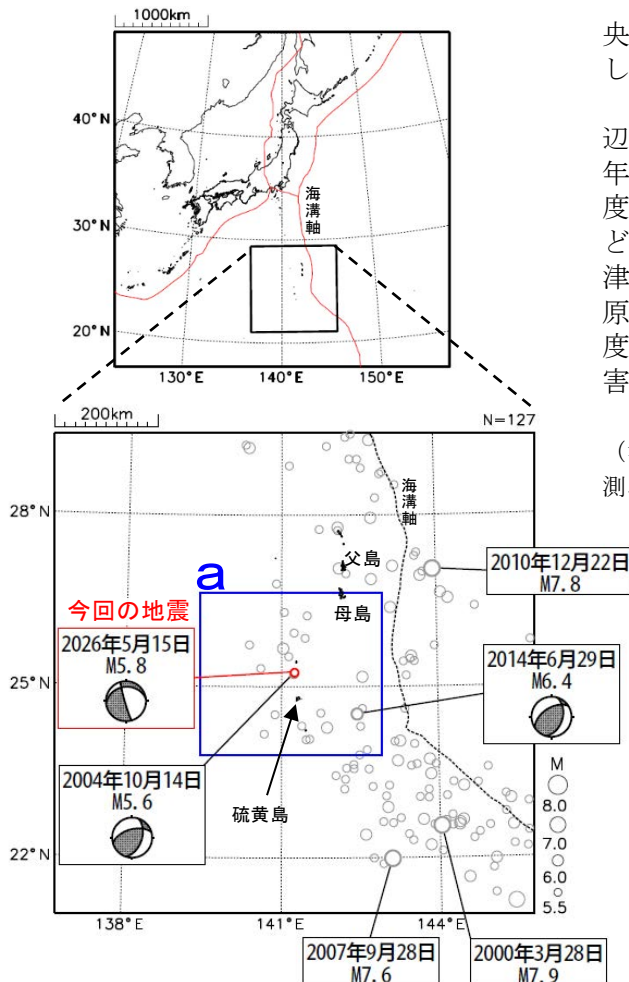 1000km
40°N
30°N
20°N
海溝軸
130°E
140°E
150°E
央
し
辺
年
度
ど
津
原
度
害
（
測
200km
N=127
28°N
25°N
22°N
海溝軸
父島
母島
a
今回の地震
2026年5月15日
M5.8
2010年12月22日
M7.8
2014年6月29日
M6.4
2004年10月14日
M5.6
硫黄島
M
8.0
7.0
6.0
5.5
138°E
141°E
144°E
2007年9月28日
M7.6
2000年3月28日
M7.9